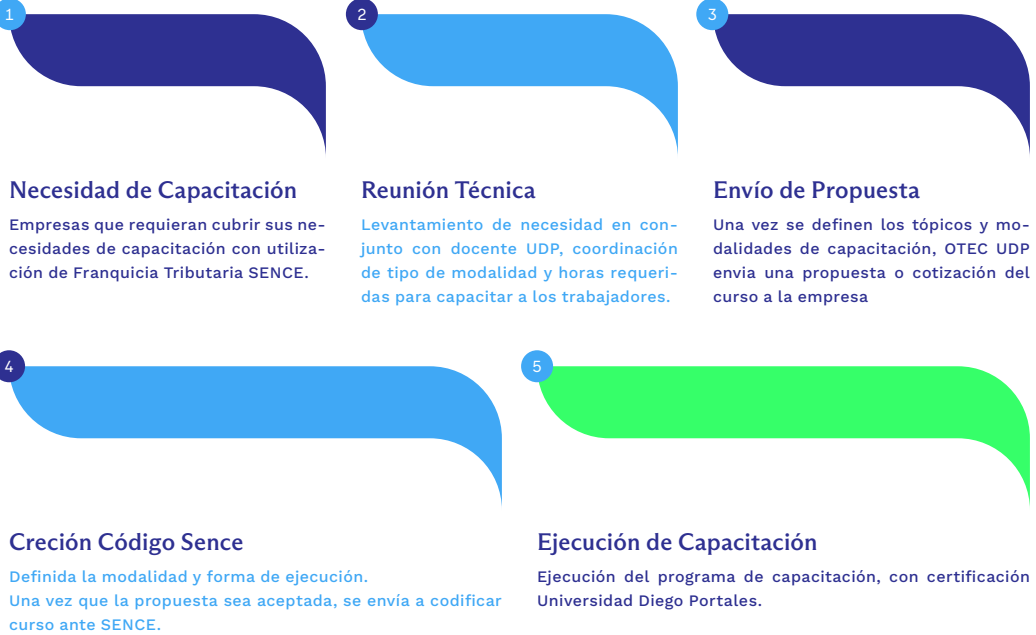 1
2
3
Necesidad de Capacitación
Empresas que requieran cubrir sus ne-
cesidades de capacitación con utiliza-
ción de Franquicia Tributaria SENCE.
Reunión Técnica
Levantamiento de necesidad en con-
junto con docente UDP, coordinación
de tipo de modalidad y horas requeri-
das para capacitar a los trabajadores.
Envío de Propuesta
Una vez se definen los tópicos y mo-
dalidades de capacitación, OTEC UDP
envia una propuesta o cotización del
curso a la empresa
4
5
Creción Código Sence
Definida la modalidad y forma de ejecución.
Una vez que la propuesta sea aceptada, se envía a codificar
curso ante SENCE.
Ejecución de Capacitación
Ejecución del programa de capacitación, con certificación
Universidad Diego Portales.